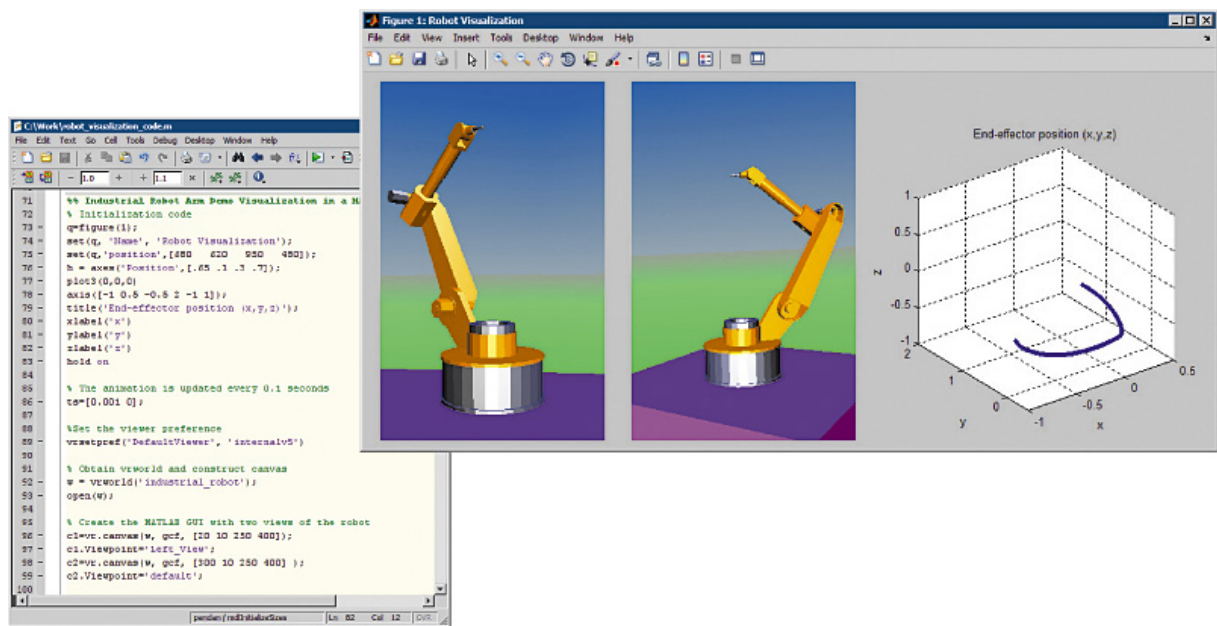 Figure 1: Robot Visualization
File Edit View Insert Tools Desktop Window Help
End-effector position (x,y,z)
1
0.5
0
-0.5
-1
z
2
1
0
y
-1
-0.5
0
0.5
x
C:\Work\robot_visualization_code.m
File Edit Text Go Cell Tools Debug Desktop Window Help
- 1.0 + ÷ 1.1 ×
71 %% Industrial Robot Arm Demo Visualization in a
72 % Initialization code
73 - q=figure(1);
74 - set(q, 'Name', 'Robot Visualization');
75 - set(q,'position',[680 620 950 450]);
76 - h = axes('Position',[.65 .1 .3 .7]);
77 - plot3(0,0,0)
78 - axis([-1 0.5 -0.5 2 -1 1]);
79 - title('End-effector position (x,y,z)');
80 - xlabel('x')
81 - ylabel('y')
82 - zlabel('z')
83 - hold on
84
85 % The animation is updated every 0.1 seconds
86 - ts=[0.001 0];
87
88 %Set the viewer preference
89 - vrsetpref('DefaultViewer', 'internalv5')
90
91 % Obtain vrworld and construct canvas
92 - w = vrworld('industrial_robot');
93 - open(w);
94
95 % Create the MATLAB GUI with two views of the robot
96 - c1=vr.canvas(w, gcf, [20 10 250 400]);
97 - c1.Viewpoint='Left_View';
98 - c2=vr.canvas(w, gcf, [300 10 250 400] );
99 - c2.Viewpoint='default';
100
pendan / mdlInitializeSizes Ln 82 Col 12 OVR